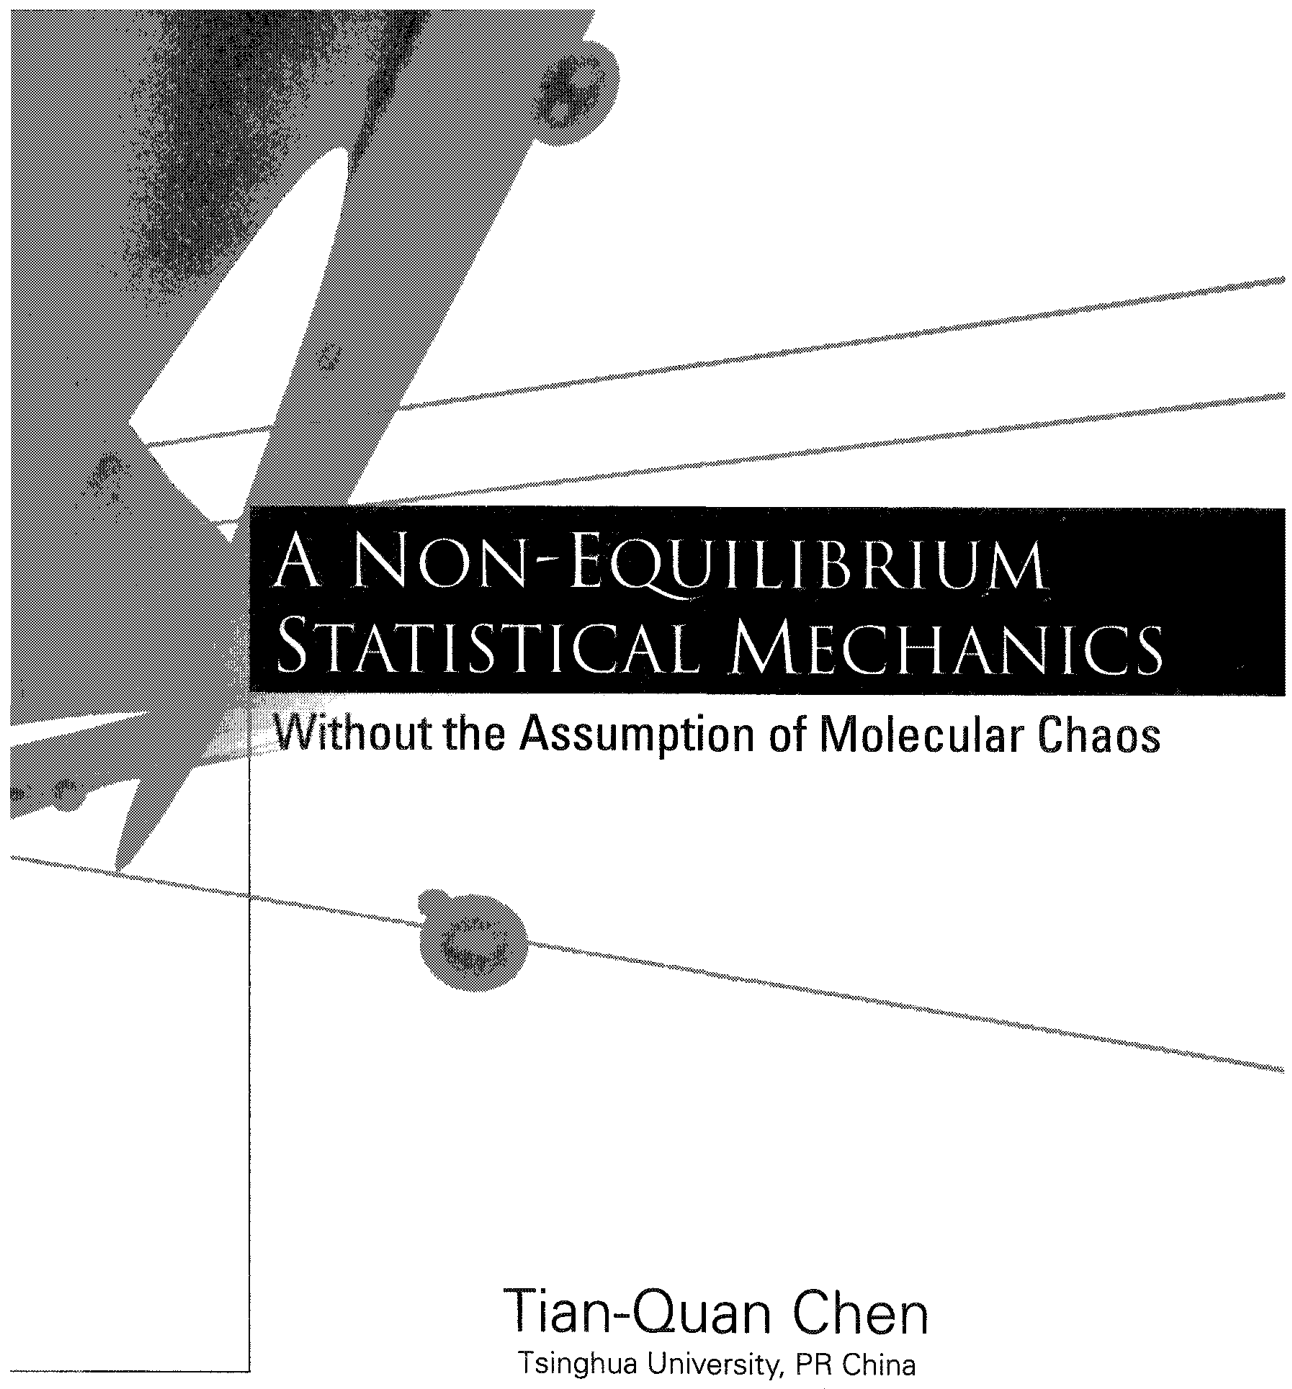 A NON-EQUILIBRIUM
STATISTICAL MECHANICS
Without the Assumption of Molecular Chaos
Tian-Quan Chen
Tsinghua University, PR China